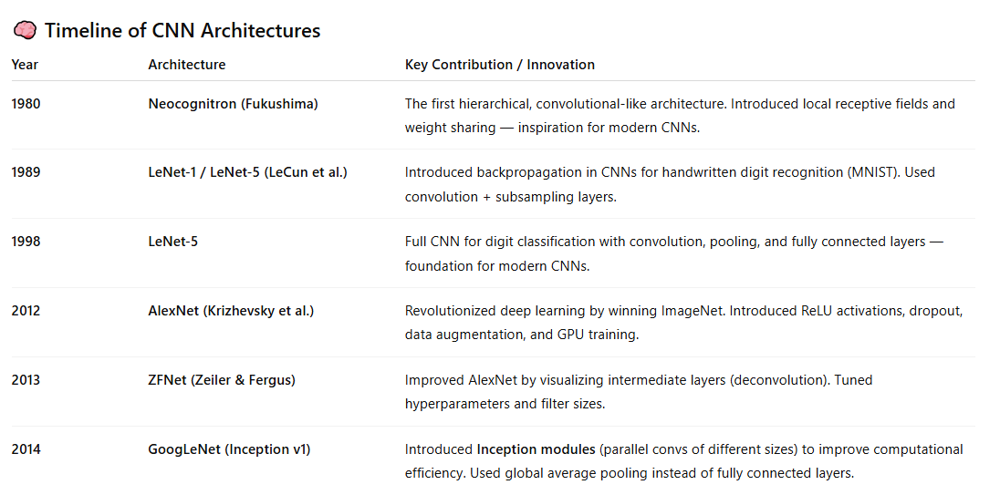 🧠 Timeline of CNN Architectures
Year Architecture Key Contribution / Innovation
1980 Neocognitron (Fukushima) The first hierarchical, convolutional-like architecture. Introduced local receptive fields and
weight sharing — inspiration for modern CNNs.
1989 LeNet-1 / LeNet-5 (LeCun et al.) Introduced backpropagation in CNNs for handwritten digit recognition (MNIST). Used
convolution + subsampling layers.
1998 LeNet-5 Full CNN for digit classification with convolution, pooling, and fully connected layers —
foundation for modern CNNs.
2012 AlexNet (Krizhevsky et al.) Revolutionized deep learning by winning ImageNet. Introduced ReLU activations, dropout,
data augmentation, and GPU training.
2013 ZFNet (Zeiler & Fergus) Improved AlexNet by visualizing intermediate layers (deconvolution). Tuned
hyperparameters and filter sizes.
2014 GoogLeNet (Inception v1) Introduced Inception modules (parallel convs of different sizes) to improve computational
efficiency. Used global average pooling instead of fully connected layers.